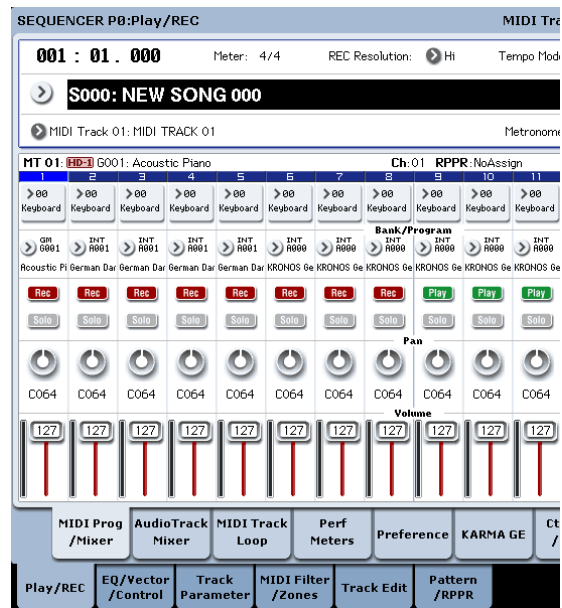 SEQUENCER P0:Play/REC MIDI Tra
001 : 01 . 000 Meter: 4/4 REC Resolution: Hi Tempo Mod
S000: NEW SONG 000
MIDI Track 01: MIDI TRACK 01 Metronome
MT 01: HD-1 G001: Acoustic Piano Ch:01 RPPR:NoAssign
1 2 3 4 5 6 7 8 9 10 11
00 00 00 00 00 00 00 00 00 00 00
Keyboard Keyboard Keyboard Keyboard Keyboard Keyboard Keyboard Keyboard Keyboard Keyboard Keyboard
Bank/Program
GM INT INT INT INT INT INT INT INT INT INT
G001 A001 A001 A001 A001 A000 A000 A000 A000 A000 A000
Acoustic Pi German Dar German Dar German Dar German Dar KRONOS Ge KRONOS Ge KRONOS Ge KRONOS Ge KRONOS Ge KRONOS Ge
Rec Rec Rec Rec Rec Rec Rec Rec Play Play Play
Solo Solo Solo Solo Solo Solo Solo Solo Solo Solo Solo
Pan
C064 C064 C064 C064 C064 C064 C064 C064 C064 C064 C064
Volume
127 127 127 127 127 127 127 127 127 127 127
MIDI Prog AudioTrack MIDI Track Perf Preference KARMA GE Ct
/Mixer Mixer Loop Meters /
Play/REC EQ/Vector Track MIDI Filter Track Edit Pattern
/Control Parameter /Zones /RPPR